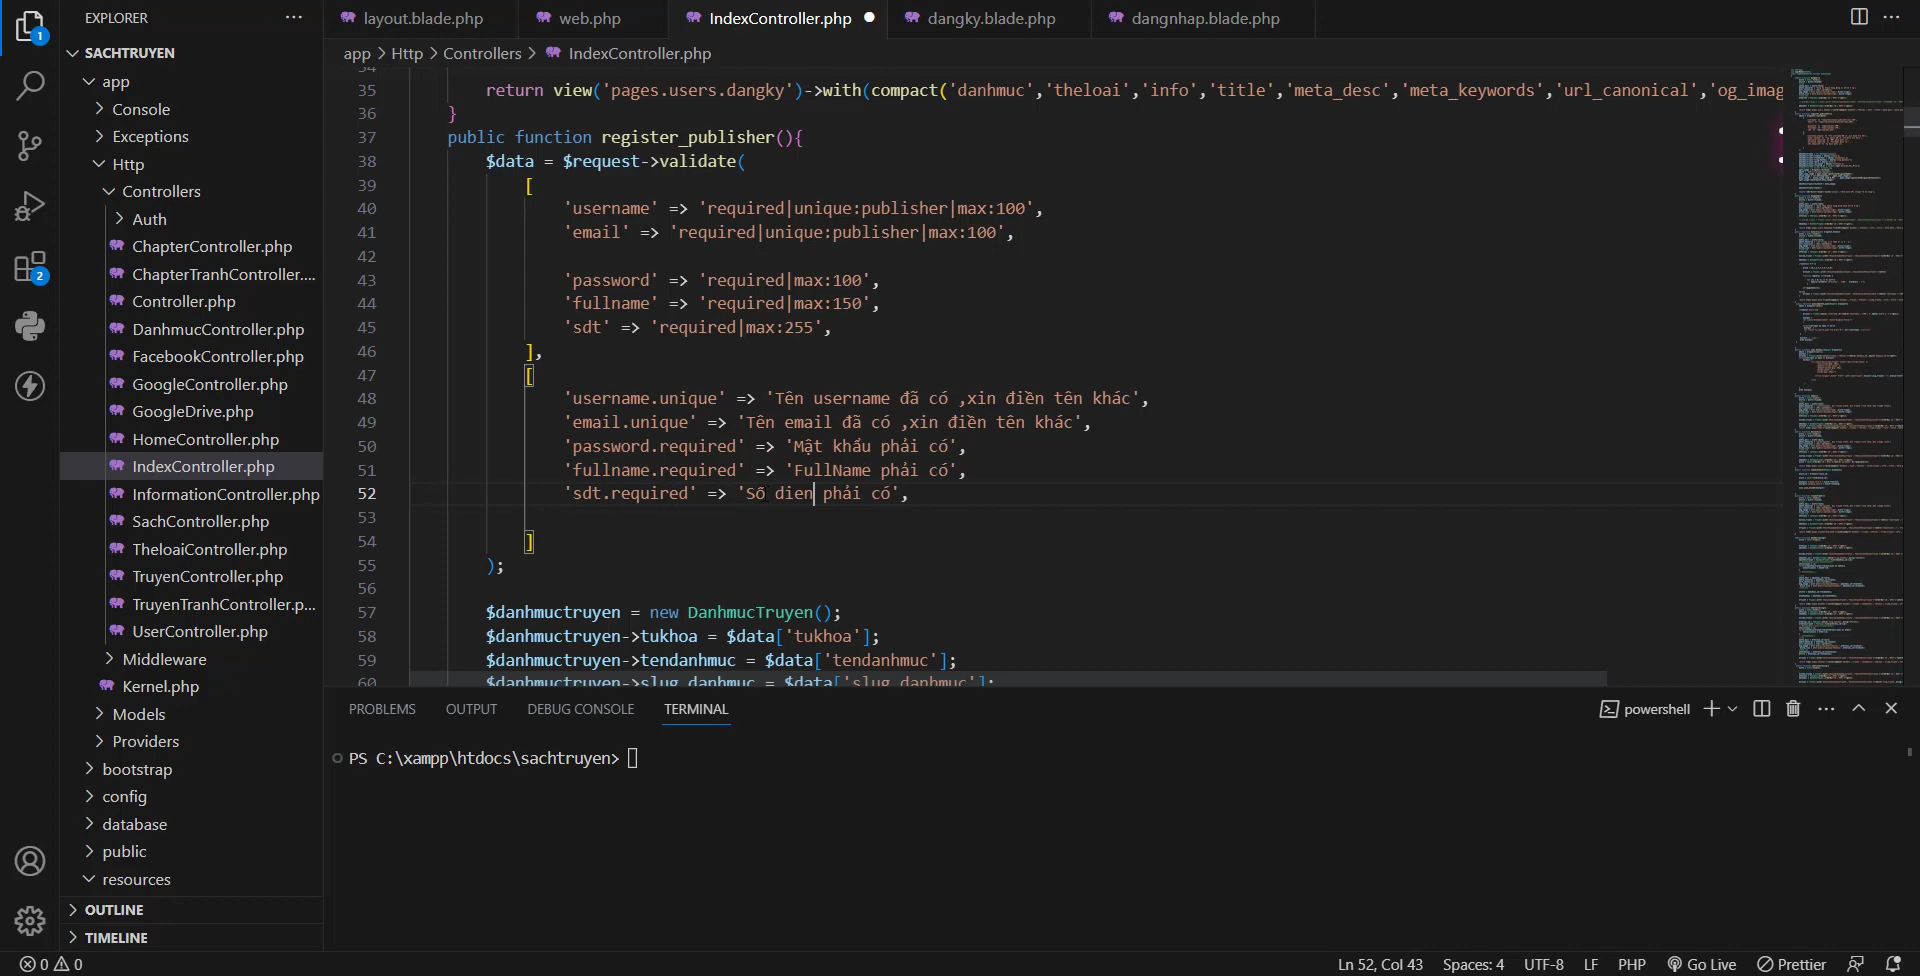 EXPLORER
layout.blade.php
web.php
IndexController.php
dangky.blade.php
dangnhap.blade.php
SACHTRUYEN
app > Http > Controllers > IndexController.php
app
Console
Exceptions
Http
Controllers
Auth
ChapterController.php
ChapterTranhController....
Controller.php
DanhmucController.php
FacebookController.php
GoogleController.php
GoogleDrive.php
HomeController.php
IndexController.php
InformationController.php
SachController.php
TheloaiController.php
TruyenController.php
TruyenTranhController.p...
UserController.php
Middleware
Kernel.php
Models
Providers
bootstrap
config
database
public
resources
OUTLINE
TIMELINE
1
2
34
35 return view('pages.users.dangky')->with(compact('danhmuc','theloai','info','title','meta_desc','meta_keywords','url_canonical','og_imag
36 }
37 public function register_publisher(){
38 $data = $request->validate(
39 [
40 'username' => 'required|unique:publisher|max:100',
41 'email' => 'required|unique:publisher|max:100',
42
43 'password' => 'required|max:100',
44 'fullname' => 'required|max:150',
45 'sdt' => 'required|max:255',
46 ],
47 [
48 'username.unique' => 'Tên username đã có ,xin điền tên khác',
49 'email.unique' => 'Tên email đã có ,xin điền tên khác',
50 'password.required' => 'Mật khẩu phải có',
51 'fullname.required' => 'FullName phải có',
52 'sdt.required' => 'Số dien phải có',
53
54 ]
55 );
56
57 $danhmuctruyen = new DanhmucTruyen();
58 $danhmuctruyen->tukhoa = $data['tukhoa'];
59 $danhmuctruyen->tendanhmuc = $data['tendanhmuc'];
60 $danhmuctruyen->slug_danhmuc = $data['slug_danhmuc'];
PROBLEMS OUTPUT DEBUG CONSOLE TERMINAL
powershell
PS C:\xampp\htdocs\sachtruyen>
0 0
Ln 52, Col 43 Spaces: 4 UTF-8 LF PHP Go Live Prettier